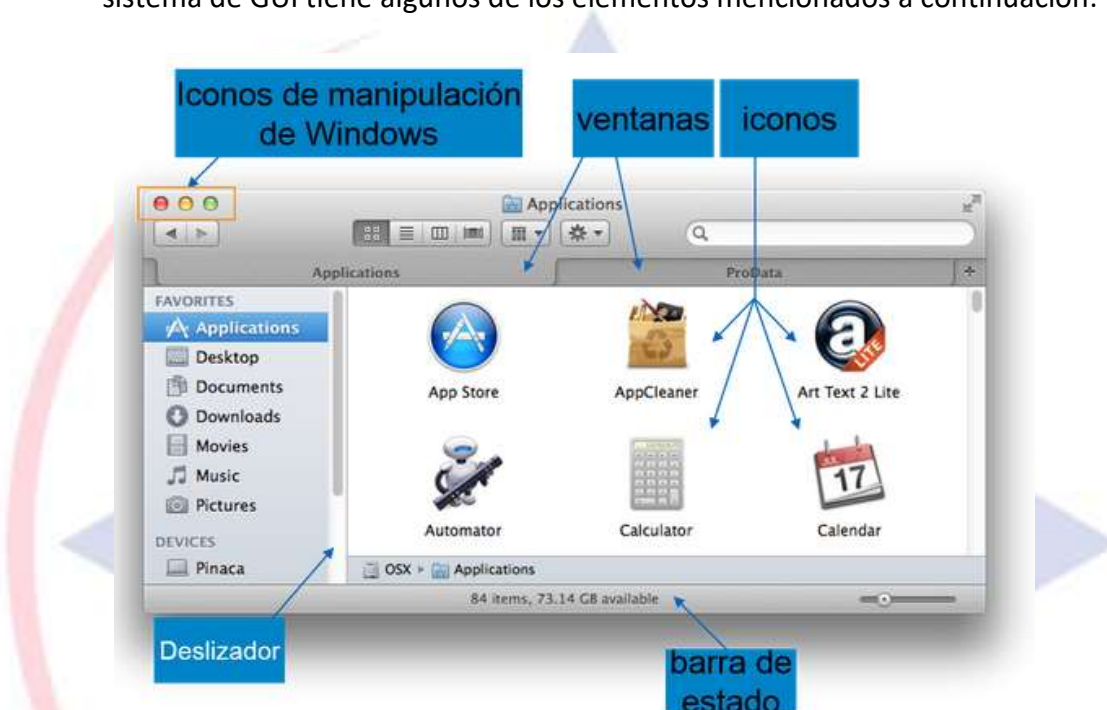 sistema de GUI tiene algunos de los elementos mencionados a continuación:
Iconos de manipulación
de Windows
ventanas
iconos
Applications
Applications
ProData
FAVORITES
Applications
Desktop
Documents
Downloads
Movies
Music
Pictures
DEVICES
Pinaca
App Store
AppCleaner
Art Text 2 Lite
a
LITE
Automator
Calculator
Calendar
JUL
17
OSX ▸ Applications
84 items, 73.14 GB available
Deslizador
barra de
estado